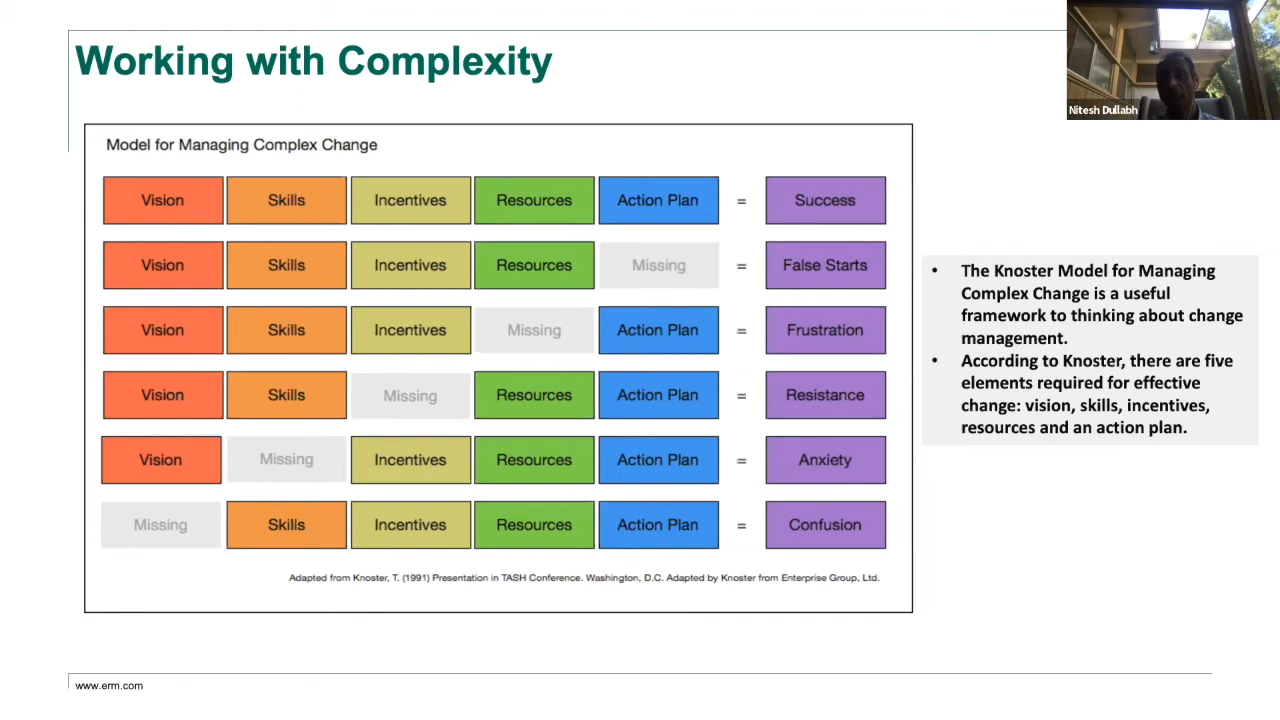 Working with Complexity
Nitesh Dullabh
Model for Managing Complex Change
Vision Skills Incentives Resources Action Plan = Success
Vision Skills Incentives Resources Missing = False Starts
Vision Skills Incentives Missing Action Plan = Frustration
Vision Skills Missing Resources Action Plan = Resistance
Vision Missing Incentives Resources Action Plan = Anxiety
Missing Skills Incentives Resources Action Plan = Confusion
Adapted from Knoster, T. (1991) Presentation in TASH Conference. Washington, D.C. Adapted by Knoster from Enterprise Group, Ltd.
• The Knoster Model for Managing
Complex Change is a useful
framework to thinking about change
management.
• According to Knoster, there are five
elements required for effective
change: vision, skills, incentives,
resources and an action plan.
www.erm.com